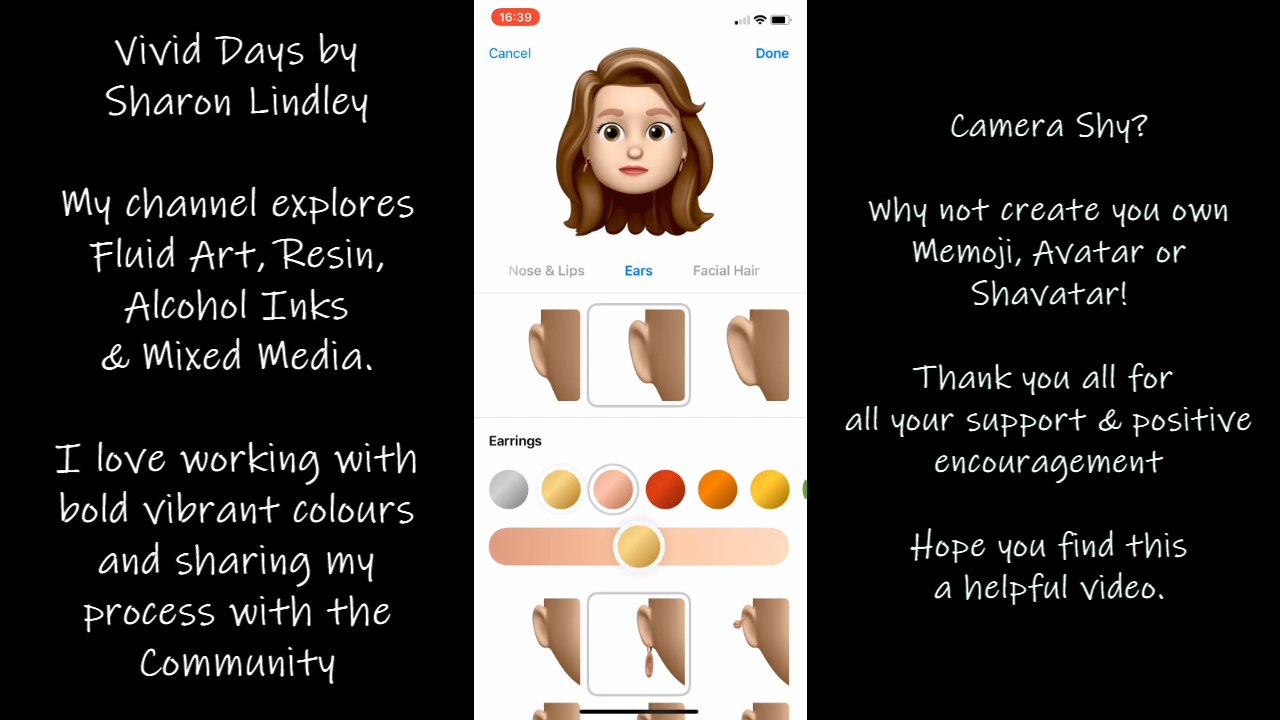 Vivid Days by
Sharon Lindley
My channel explores
Fluid Art, Resin,
Alcohol Inks
& Mixed Media.
I love working with
bold vibrant colours
and sharing my
process with the
Community
16:39
Cancel
Done
Nose & Lips
Ears
Facial Hair
Earrings
Camera Shy?
Why not create you own
Memoji, Avatar or
Shavatar!
Thank you all for
all your support & positive
encouragement
Hope you find this
a helpful video.